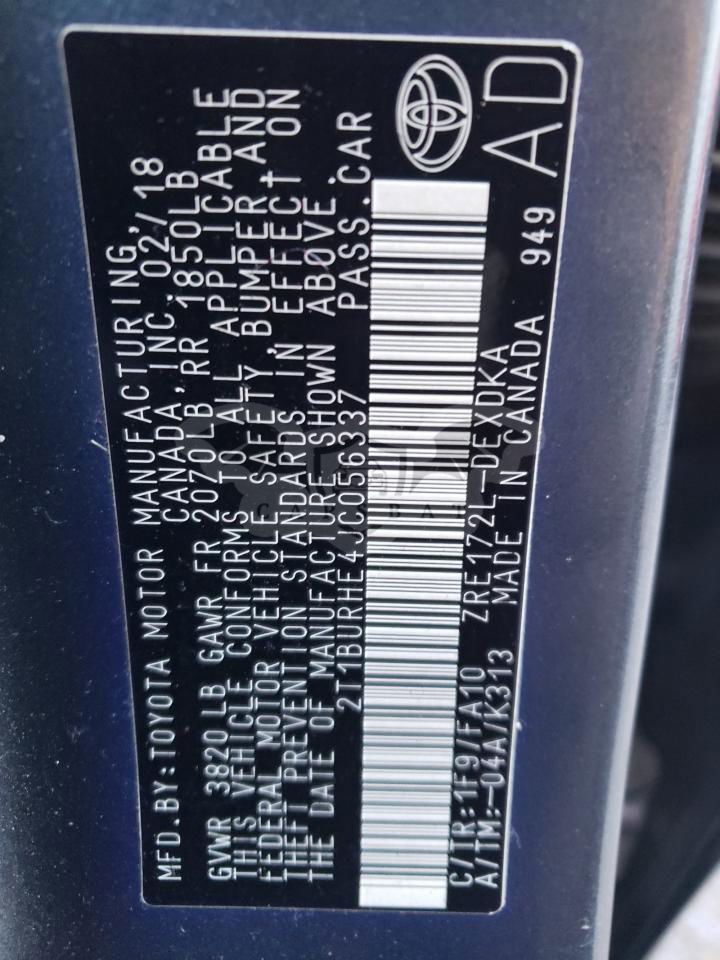 MFD.BY:TOYOTA MOTOR MANUFACTURING,
CANADA,INC.02/18
GVWR 3820LB GAWR FR 2070LB,RR 1850LB
THIS VEHICLE CONFORMS TO ALL APPLICABLE
FEDERAL MOTOR VEHICLE SAFETY, BUMPER, AND
THEFT PREVENTION STANDARDS IN EFFECT ON
THE DATE OF MANUFACTURE SHOWN ABOVE.
2T1BURHE4JC056337 PASS.CAR
C/TR:1F9/FA10 ZRE172L-DEXDKA
A/TM:-04A/K313 MADE IN CANADA 949
AD
CARSBAT